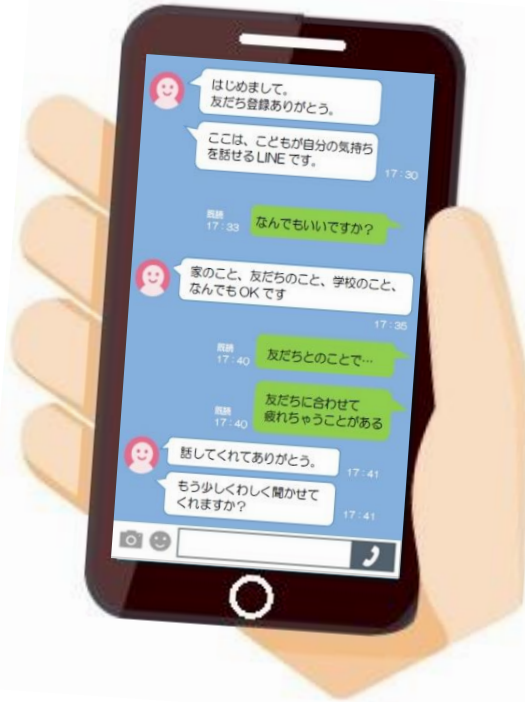 はじめまして。
友だち登録ありがとう。
ここは、こどもが自分の気持ち
を話せるLINEです。
17:30
既読
17:33
なんでもいいですか？
家のこと、友だちのこと、学校のこと、
なんでもOKです
17:35
既読
17:40
友だちとのことで…
友だちに合わせて
疲れちゃうことがある
既読
17:40
話してくれてありがとう。
17:41
もう少しくわしく聞かせて
くれますか？
17:41